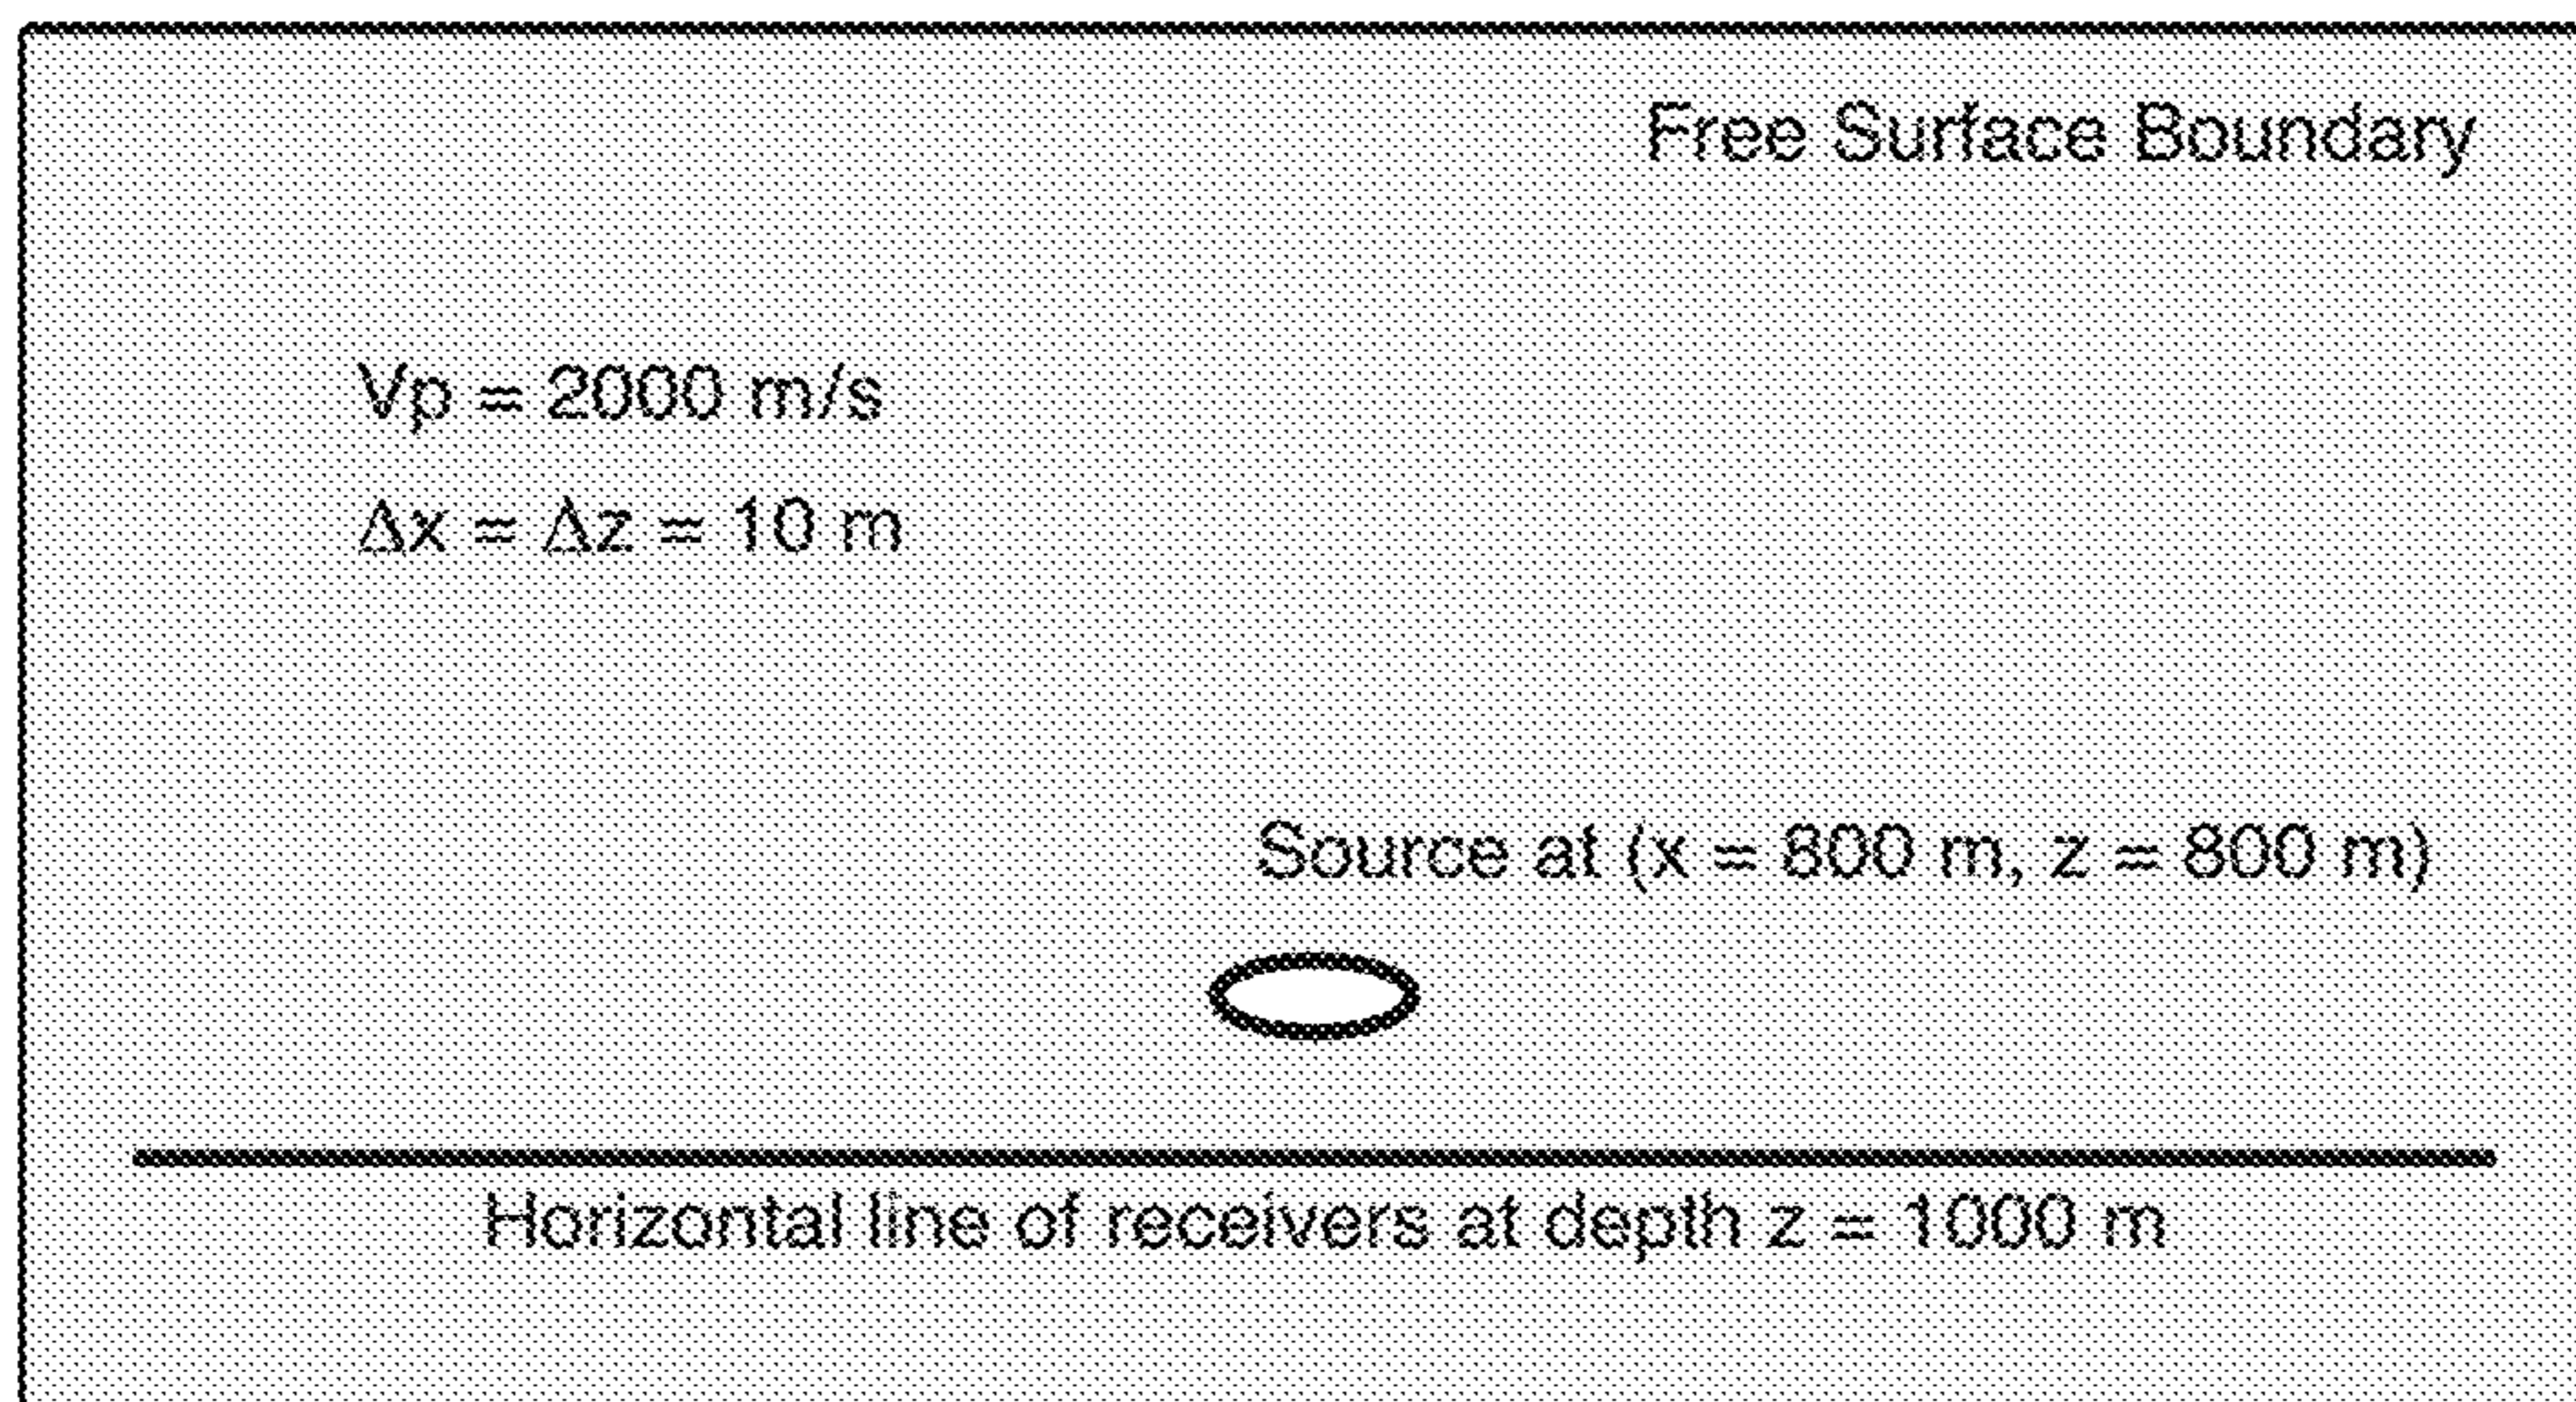 Free Surface Boundary
Vp = 2000 m/s
Δx = Δz = 10 m
Source at (x = 800 m, z = 800 m)
Horizontal line of receivers at depth z = 1000 m